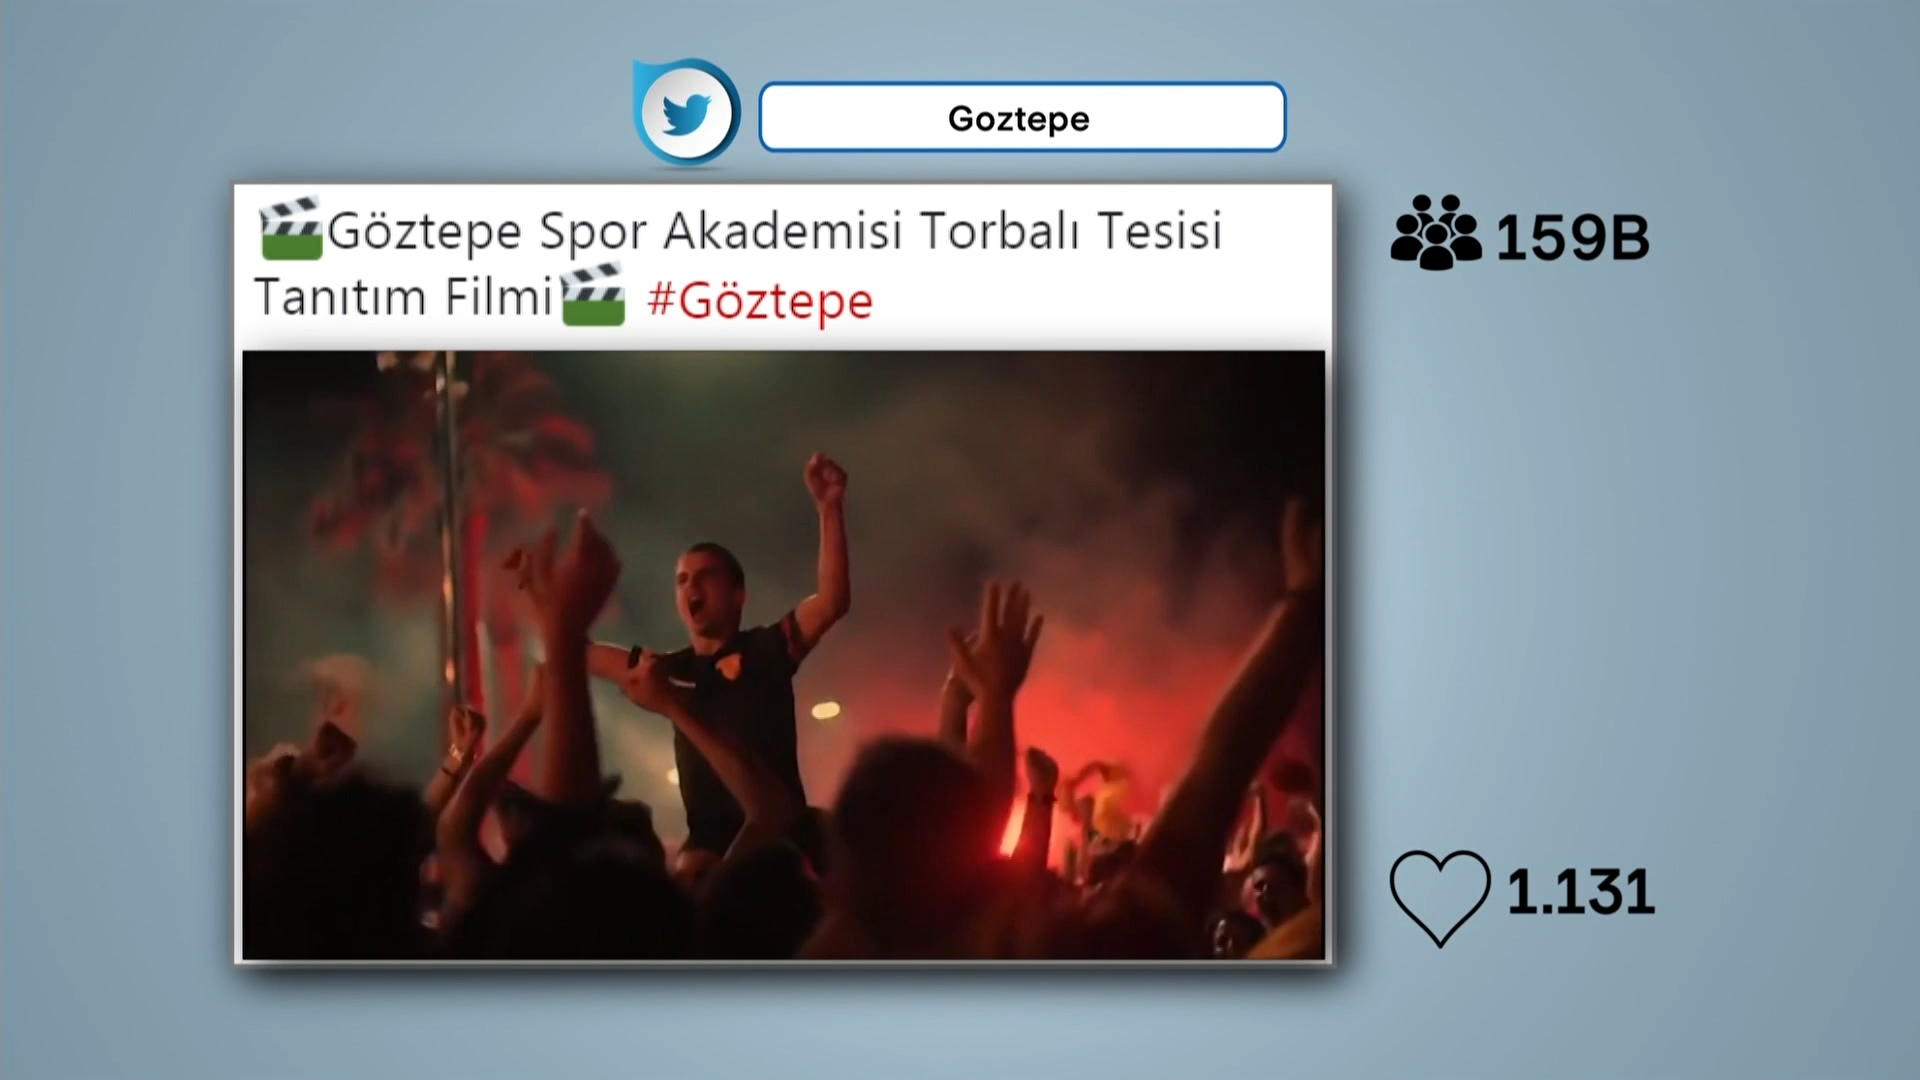 Goztepe
🎬Göztepe Spor Akademisi Torbalı Tesisi
Tanıtım Filmi🎬 #Göztepe
159B
1.131